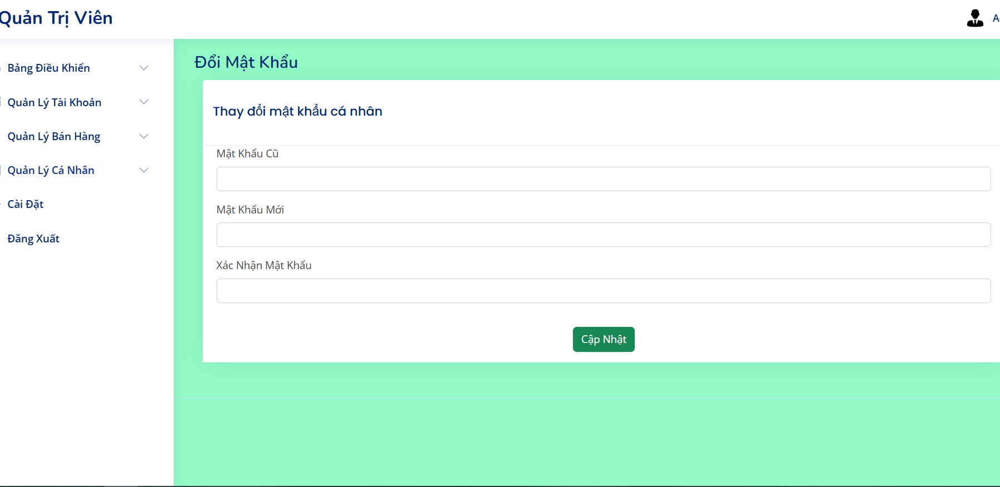 Quản Trị Viên
Bảng Điều Khiển
Quản Lý Tài Khoản
Quản Lý Bán Hàng
Quản Lý Cá Nhân
Cài Đặt
Đăng Xuất
Đổi Mật Khẩu
Thay đổi mật khẩu cá nhân
Mật Khẩu Cũ
Mật Khẩu Mới
Xác Nhận Mật Khẩu
Cập Nhật